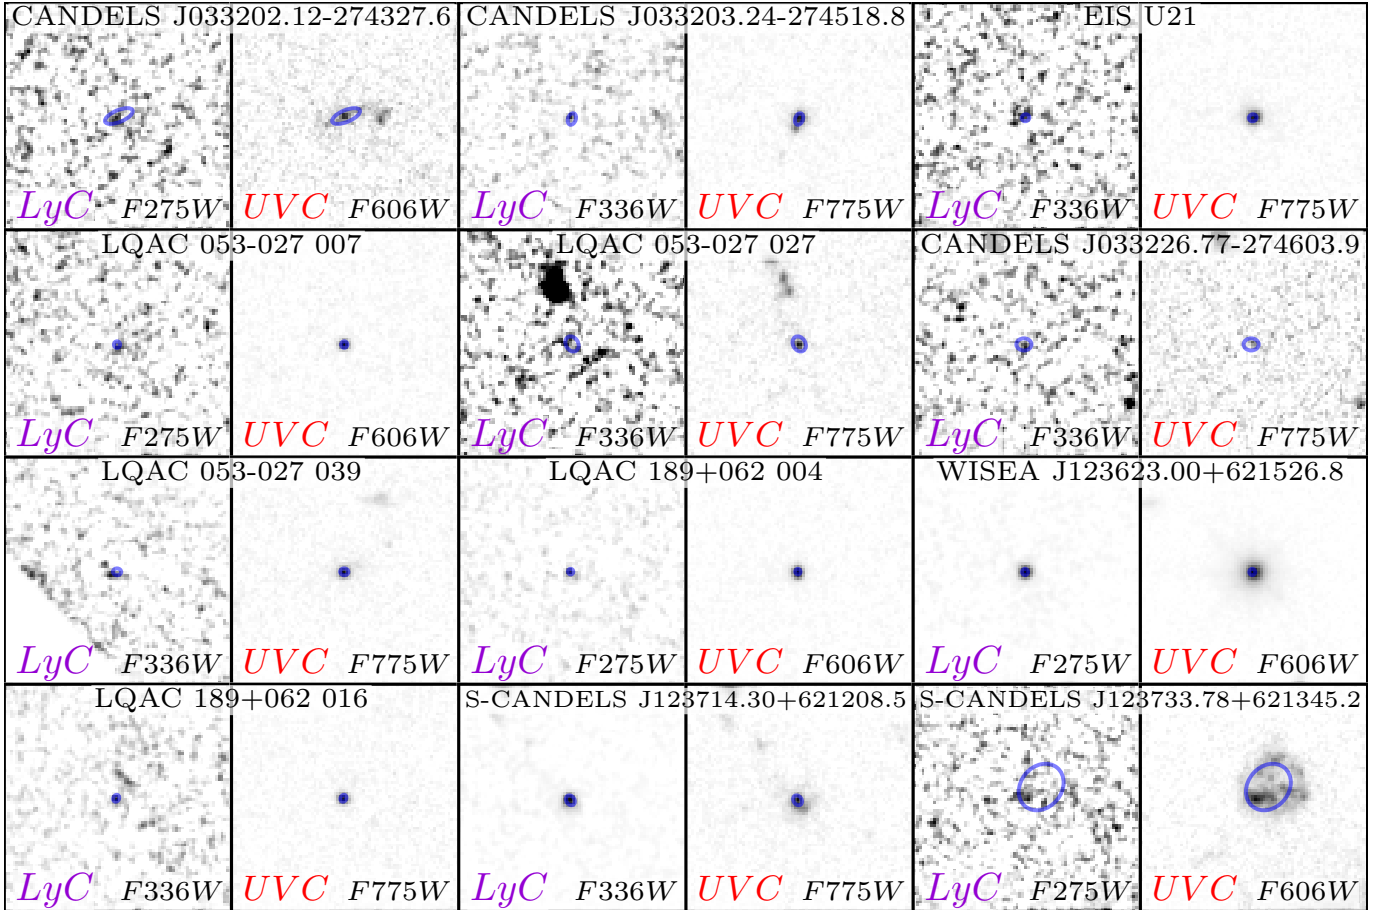 CANDELS J033202.12-274327.6 CANDELS J033203.24-274518.8 EIS U21
LyC F275W UVC F606W LyC F336W UVC F775W LyC F336W UVC F775W
LQAC 053-027 007 LQAC 053-027 027 CANDELS J033226.77-274603.9
LyC F275W UVC F606W LyC F336W UVC F775W LyC F336W UVC F775W
LQAC 053-027 039 LQAC 189+062 004 WISEA J123623.00+621526.8
LyC F336W UVC F775W LyC F275W UVC F606W LyC F275W UVC F606W
LQAC 189+062 016 S-CANDELS J123714.30+621208.5 S-CANDELS J123733.78+621345.2
LyC F336W UVC F775W LyC F336W UVC F775W LyC F275W UVC F606W